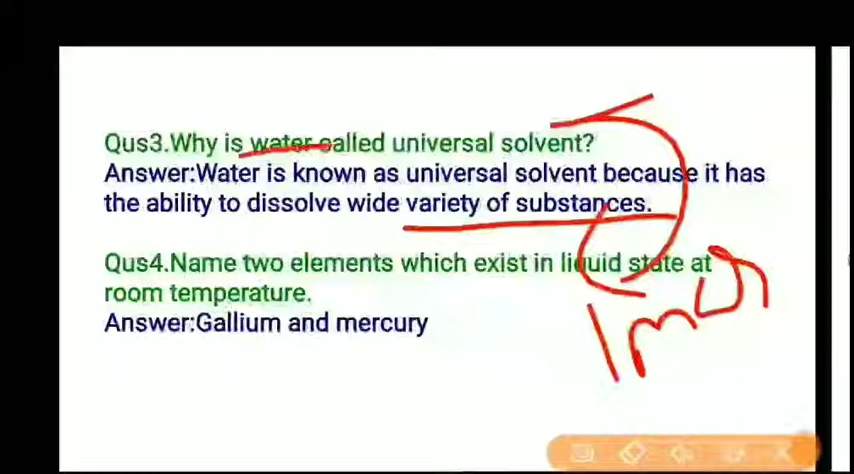 Qus3.Why is water called universal solvent?
Answer:Water is known as universal solvent because it has
the ability to dissolve wide variety of substances.
Qus4.Name two elements which exist in liquid state at
room temperature.
Answer:Gallium and mercury